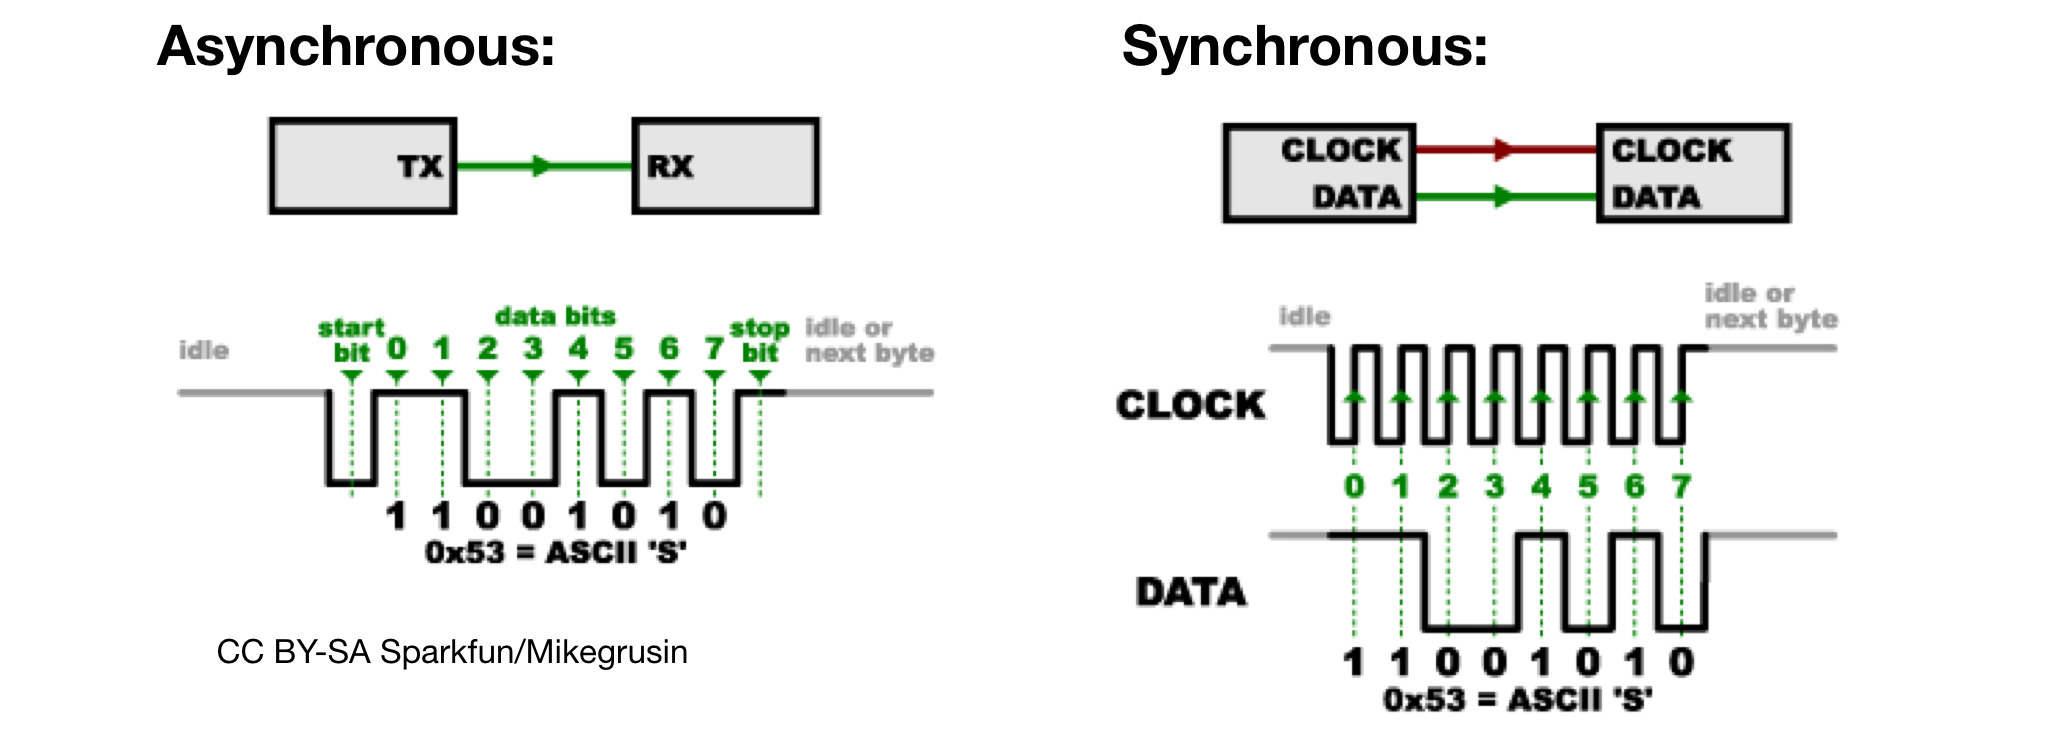 Asynchronous:
TX RX
idle
start bit
data bits
0 1 2 3 4 5 6 7
stop bit
idle or
next byte
1 1 0 0 1 0 1 0
0x53 = ASCII 'S'
CC BY-SA Sparkfun/Mikegrusin
Synchronous:
CLOCK CLOCK
DATA DATA
idle
idle or
next byte
CLOCK
0 1 2 3 4 5 6 7
DATA
1 1 0 0 1 0 1 0
0x53 = ASCII 'S'